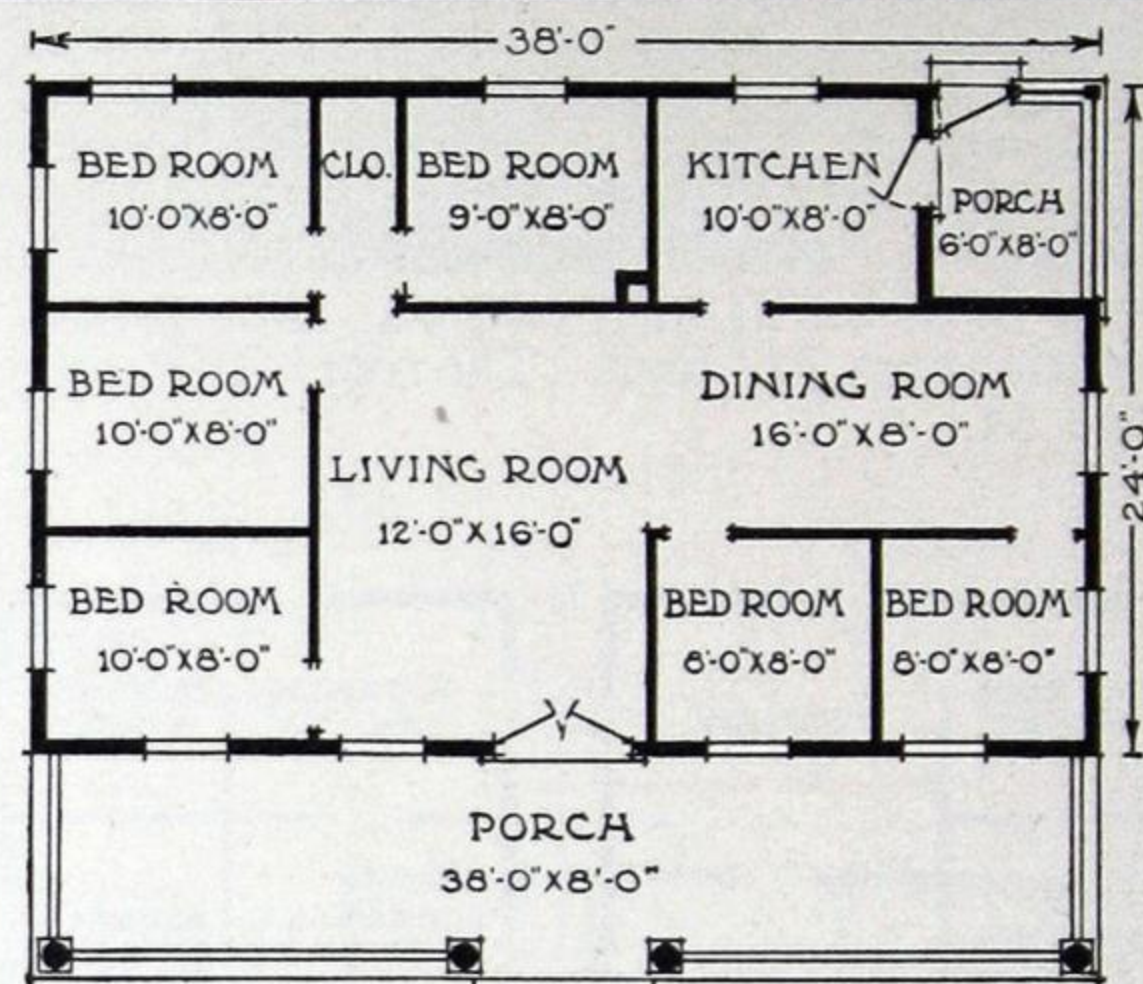 38'-0"
BED ROOM
10'-0"X8'-0"
CLO.
BED ROOM
9'-0"X8'-0"
KITCHEN
10'-0"X8'-0"
PORCH
6'-0"X8'-0"
BED ROOM
10'-0"X8'-0"
LIVING ROOM
12'-0"X16'-0"
DINING ROOM
16'-0"X8'-0"
24'-0"
BED ROOM
10'-0"X8'-0"
BED ROOM
8'-0"X8'-0"
BED ROOM
8'-0"X8'-0"
PORCH
38'-0"X8'-0"